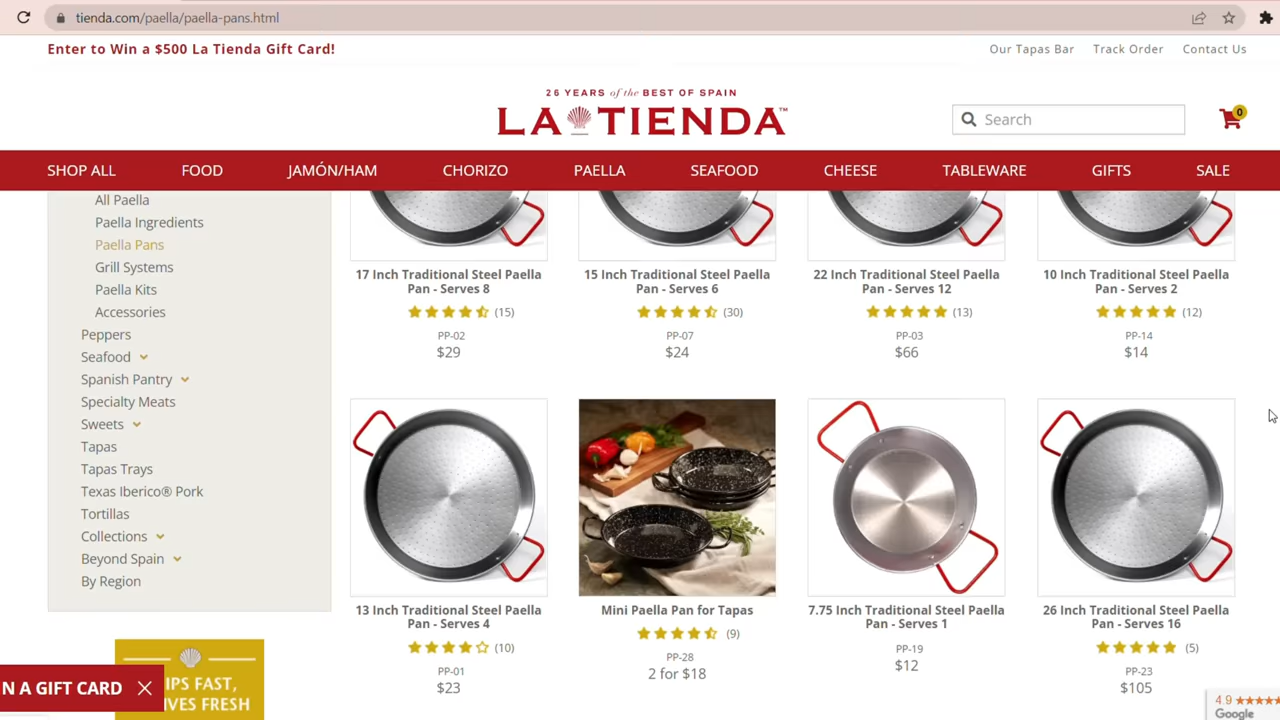 tienda.com/paella/paella-pans.html
Enter to Win a $500 La Tienda Gift Card!
Our Tapas Bar
Track Order
Contact Us
26 YEARS of the BEST OF SPAIN
LA TIENDA™
Search
0
SHOP ALL
FOOD
JAMÓN/HAM
CHORIZO
PAELLA
SEAFOOD
CHEESE
TABLEWARE
GIFTS
SALE
All Paella
Paella Ingredients
Paella Pans
Grill Systems
Paella Kits
Accessories
Peppers
Seafood
Spanish Pantry
Specialty Meats
Sweets
Tapas
Tapas Trays
Texas Iberico® Pork
Tortillas
Collections
Beyond Spain
By Region
17 Inch Traditional Steel Paella
Pan - Serves 8
(15)
PP-02
$29
15 Inch Traditional Steel Paella
Pan - Serves 6
(30)
PP-07
$24
22 Inch Traditional Steel Paella
Pan - Serves 12
(13)
PP-03
$66
10 Inch Traditional Steel Paella
Pan - Serves 2
(12)
PP-14
$14
13 Inch Traditional Steel Paella
Pan - Serves 4
(10)
PP-01
$23
Mini Paella Pan for Tapas
(9)
PP-28
2 for $18
7.75 Inch Traditional Steel Paella
Pan - Serves 1
PP-19
$12
26 Inch Traditional Steel Paella
Pan - Serves 16
(5)
PP-23
$105
IPS FAST,
VES FRESH
N A GIFT CARD
4.9
Google